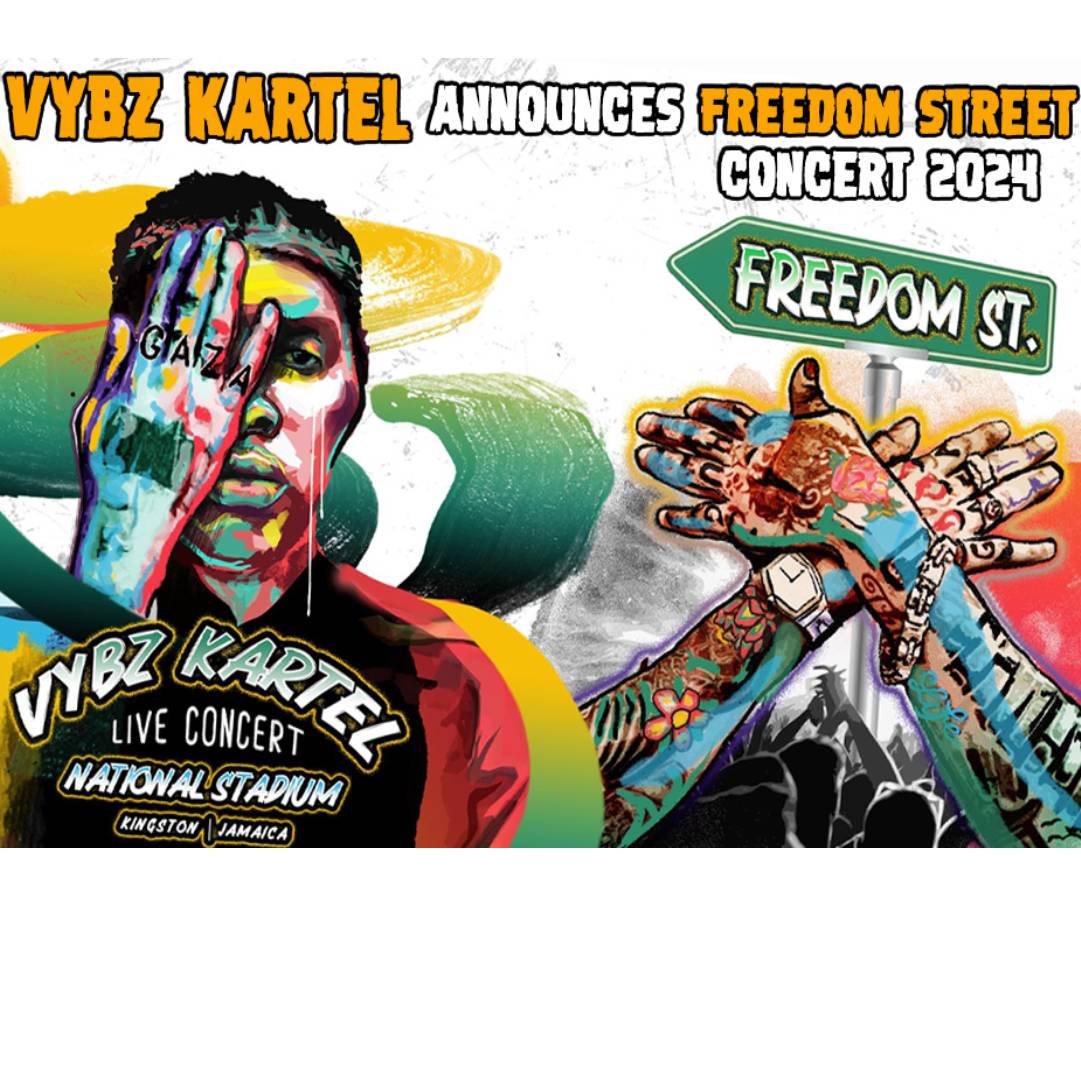 VYBZ KARTEL ANNOUNCES FREEDOM STREET
CONCERT 2024
FREEDOM ST.
GAZA
VYBZ KARTEL
LIVE CONCERT
NATIONAL STADIUM
KINGSTON | JAMAICA